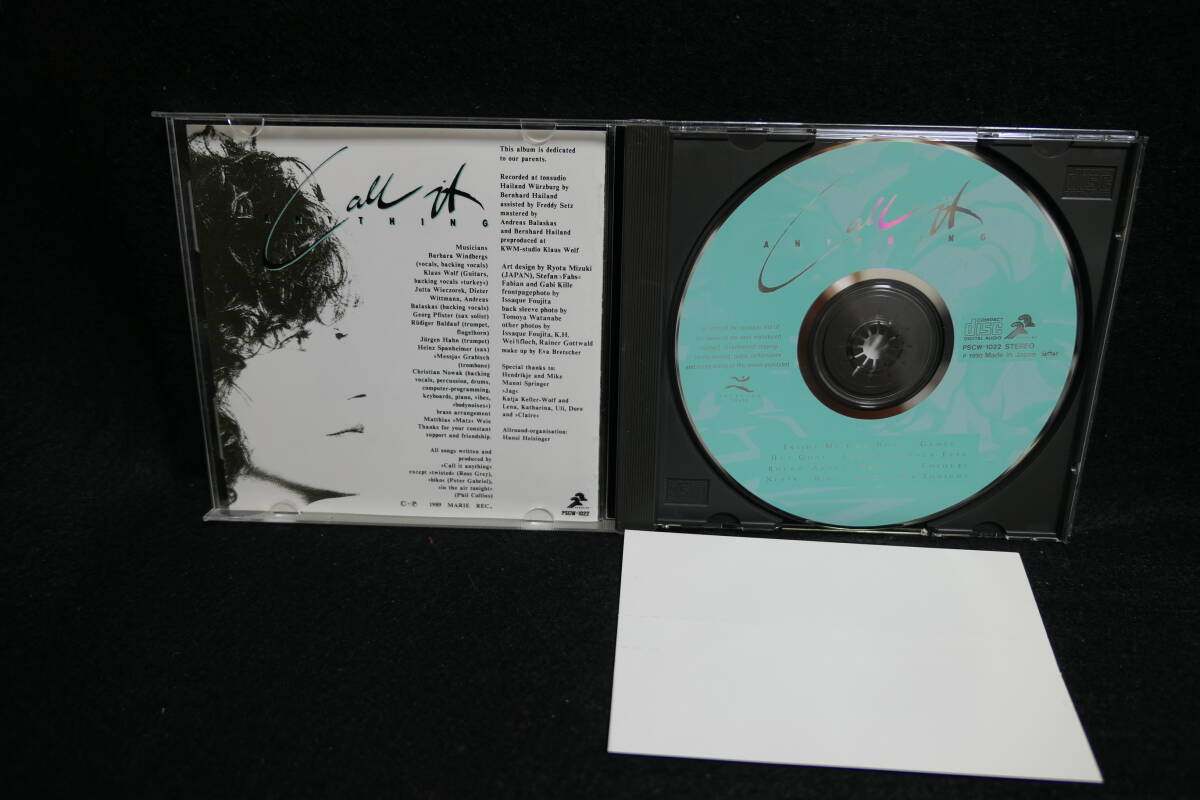 Call it
ANYTHING
Musicians
Barbara Windbergs
(vocals, backing vocals)
Klaus Wolf (Guitars,
backing vocals »turkey«)
Jutta Wieczorek, Dieter
Wittmann, Andreas
Balaskas (backing vocals)
Georg Pfister (sax solist)
Rüdiger Baldauf (trumpet,
flugelhorn)
Jürgen Hahn (trumpet)
Heinz Spanheimer (sax)
»Messja« Grabisch
(trombone)
Christian Nowak (backing
vocals, percussion, drums,
computer-programming,
keyboards, piano, vibes,
»bodynoises«)
brass arrangement
Matthias »Matz« Weis
Thanks for your constant
support and friendship.
All songs written and
produced by
»Call it anything«
except »twisted« (Ross Grey),
»biko« (Peter Gabriel),
»in the air tonight«
(Phil Collins)
©+℗ 1989 MARIE REC.,
This album is dedicated
to our parents.
Recorded at tonstudio
Hailand Würzburg by
Bernhard Hailand
assisted by Freddy Setz
mastered by
Andreas Balaskas
and Bernhard Hailand
preproduced at
KWM-studio Klaus Wolf
Art design by Ryota Mizuki
(JAPAN), Stefan »Fabs«
Fabian and Gabi Kille
frontpagephoto by
Issaque Foujita
back sleeve photo by
Tomoya Watanabe
other photos by
Issaque Foujita, K.H.
Weißfloch, Rainer Gottwald
make up by Eva Bretscher
Special thanks to:
Hendrikje and Mike
Manni Springer
»Jaq«
Katja Keller-Wolf and
Lena, Katharina, Uli, Doro
and »Claire«
Allround-organisation:
Hansi Heisinger
PSCW-1022
Call it
ANYTHING
COMPACT
disc
DIGITAL AUDIO
PSCW-1022 STEREO
℗ 1990 Made in Japan